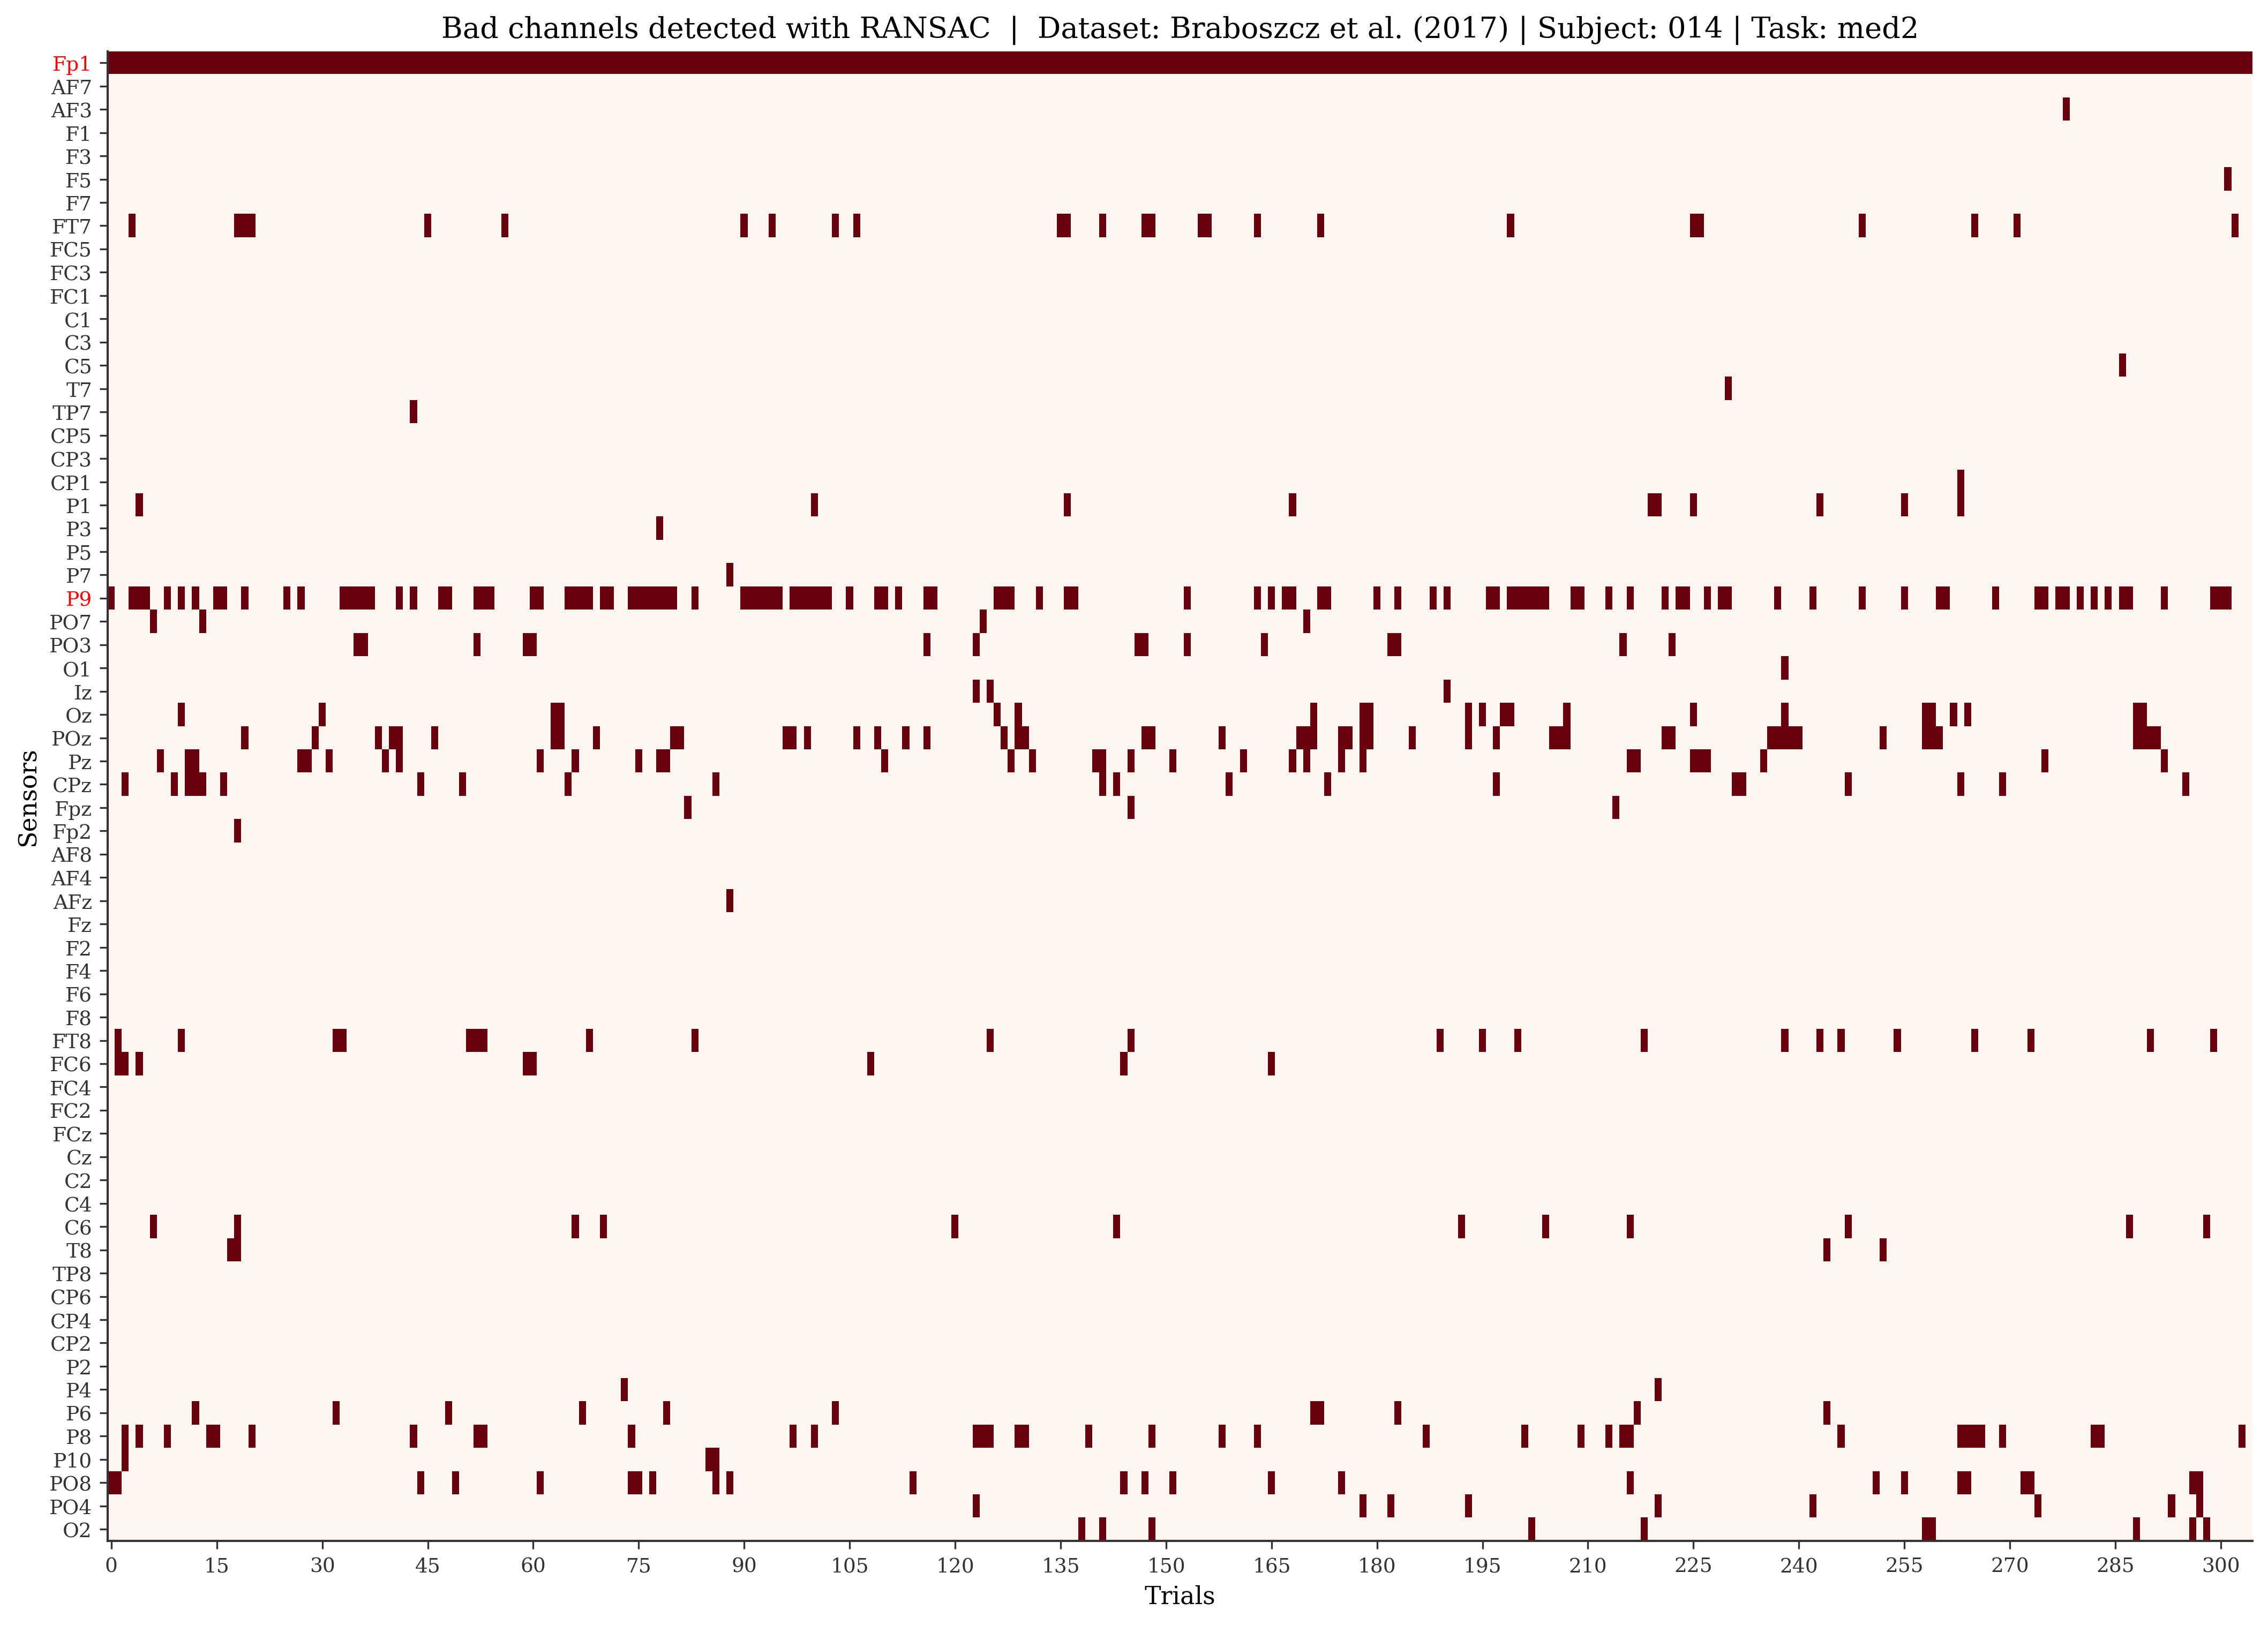 Bad channels detected with RANSAC | Dataset: Braboszcz et al. (2017) | Subject: 014 | Task: med2
Fp1
AF7
AF3
F1
F3
F5
F7
FT7
FC5
FC3
FC1
C1
C3
C5
T7
TP7
CP5
CP3
CP1
P1
P3
P5
P7
P9
PO7
PO3
O1
Iz
Oz
POz
Pz
CPz
Fpz
Fp2
AF8
AF4
AFz
Fz
F2
F4
F6
F8
FT8
FC6
FC4
FC2
FCz
Cz
C2
C4
C6
T8
TP8
CP6
CP4
CP2
P2
P4
P6
P8
P10
PO8
PO4
O2
Sensors
0 15 30 45 60 75 90 105 120 135 150 165 180 195 210 225 240 255 270 285 300
Trials